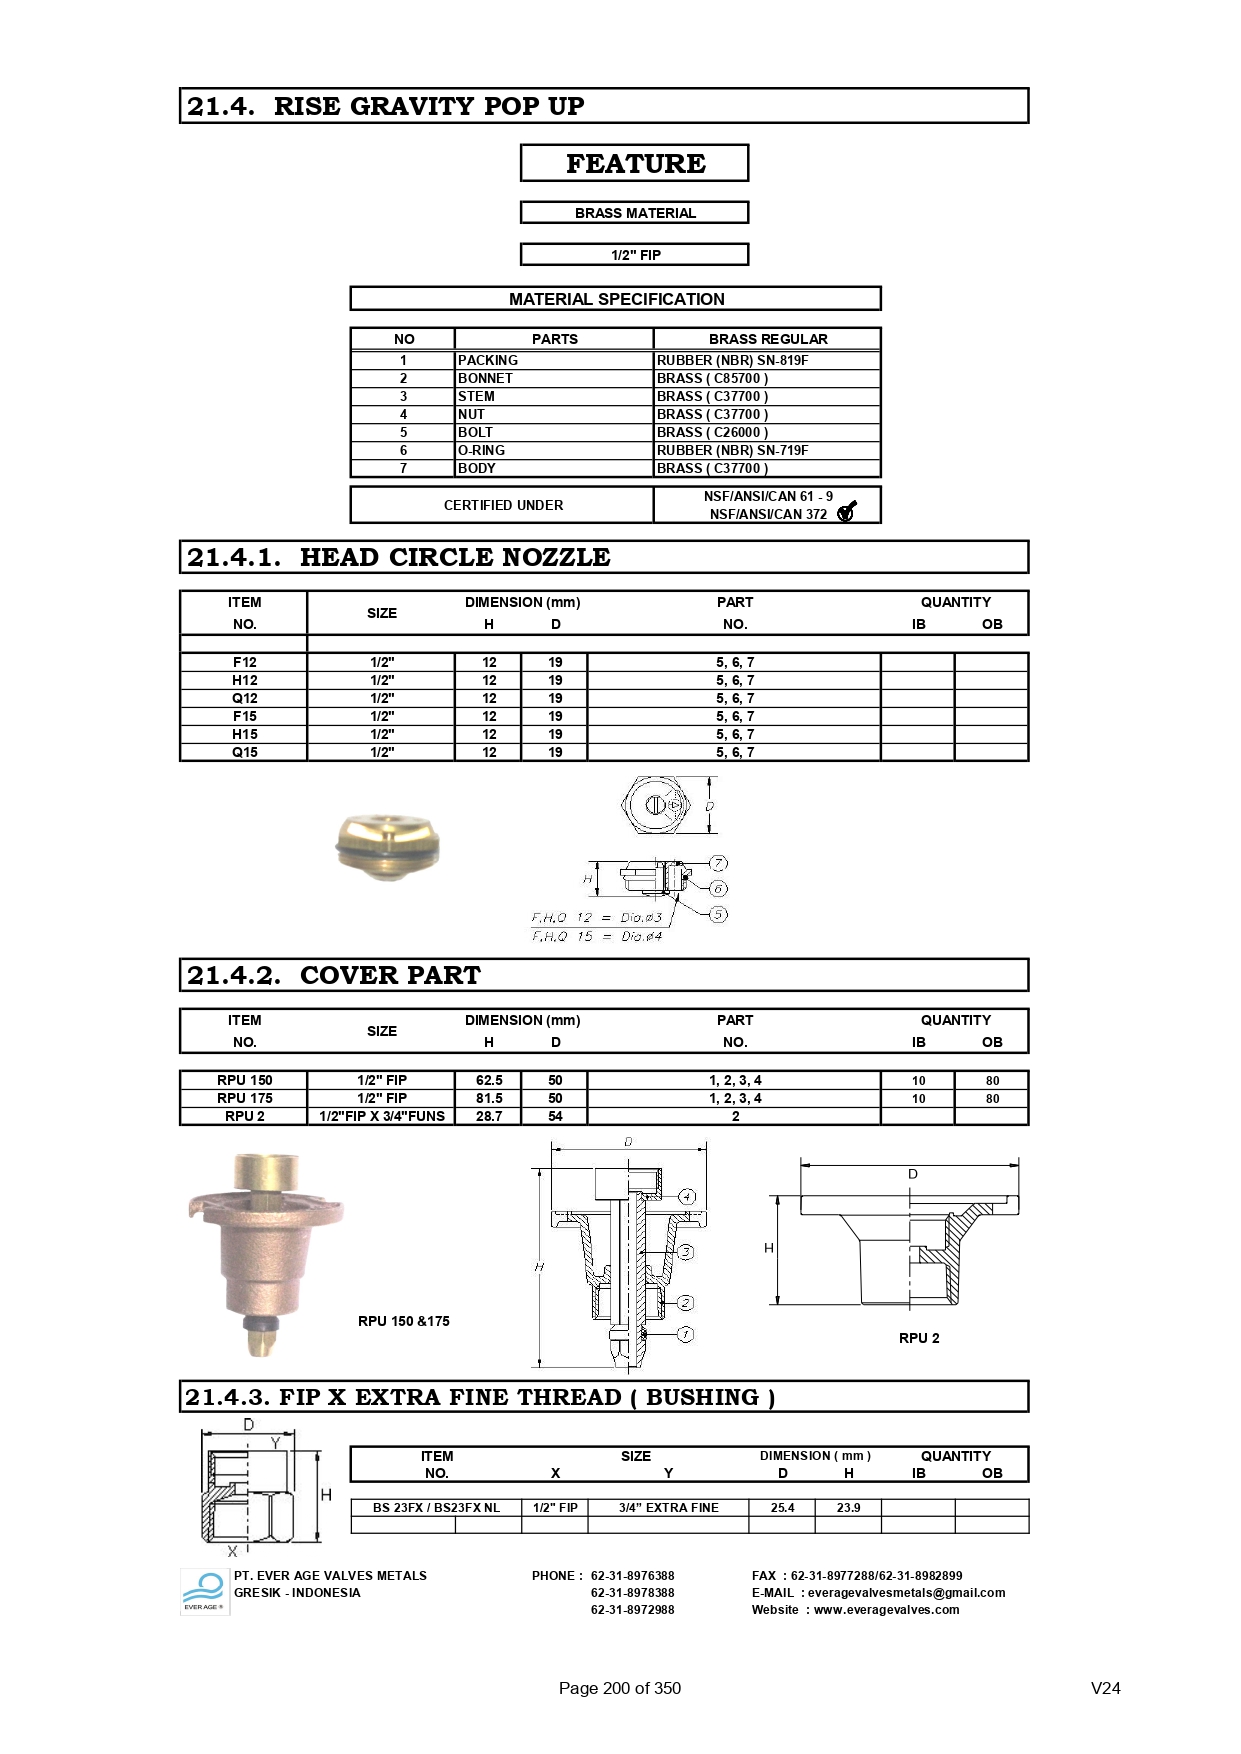 21.4. RISE GRAVITY POP UP
FEATURE
BRASS MATERIAL
1/2" FIP
MATERIAL SPECIFICATION
NO PARTS BRASS REGULAR
1 PACKING RUBBER (NBR) SN-819F
2 BONNET BRASS ( C85700 )
3 STEM BRASS ( C37700 )
4 NUT BRASS ( C37700 )
5 BOLT BRASS ( C26000 )
6 O-RING RUBBER (NBR) SN-719F
7 BODY BRASS ( C37700 )
CERTIFIED UNDER NSF/ANSI/CAN 61 - 9
NSF/ANSI/CAN 372
21.4.1. HEAD CIRCLE NOZZLE
ITEM SIZE DIMENSION (mm) PART QUANTITY
NO. H D NO. IB OB
F12 1/2" 12 19 5, 6, 7
H12 1/2" 12 19 5, 6, 7
Q12 1/2" 12 19 5, 6, 7
F15 1/2" 12 19 5, 6, 7
H15 1/2" 12 19 5, 6, 7
Q15 1/2" 12 19 5, 6, 7
D
H
7
6
5
F,H,Q 12 = Dia.ø3
F,H,Q 15 = Dia.ø4
21.4.2. COVER PART
ITEM SIZE DIMENSION (mm) PART QUANTITY
NO. H D NO. IB OB
RPU 150 1/2" FIP 62.5 50 1, 2, 3, 4 10 80
RPU 175 1/2" FIP 81.5 50 1, 2, 3, 4 10 80
RPU 2 1/2"FIP X 3/4"FUNS 28.7 54 2
D
4
3
H
2
1
RPU 150 &175
D
H
RPU 2
21.4.3. FIP X EXTRA FINE THREAD ( BUSHING )
D
Y
H
X
ITEM SIZE DIMENSION ( mm ) QUANTITY
NO. X Y D H IB OB
BS 23FX / BS23FX NL 1/2" FIP 3/4” EXTRA FINE 25.4 23.9
EVER AGE ®
PT. EVER AGE VALVES METALS PHONE : 62-31-8976388 FAX : 62-31-8977288/62-31-8982899
GRESIK - INDONESIA 62-31-8978388 E-MAIL : everagevalvesmetals@gmail.com
62-31-8972988 Website : www.everagevalves.com
Page 200 of 350 V24